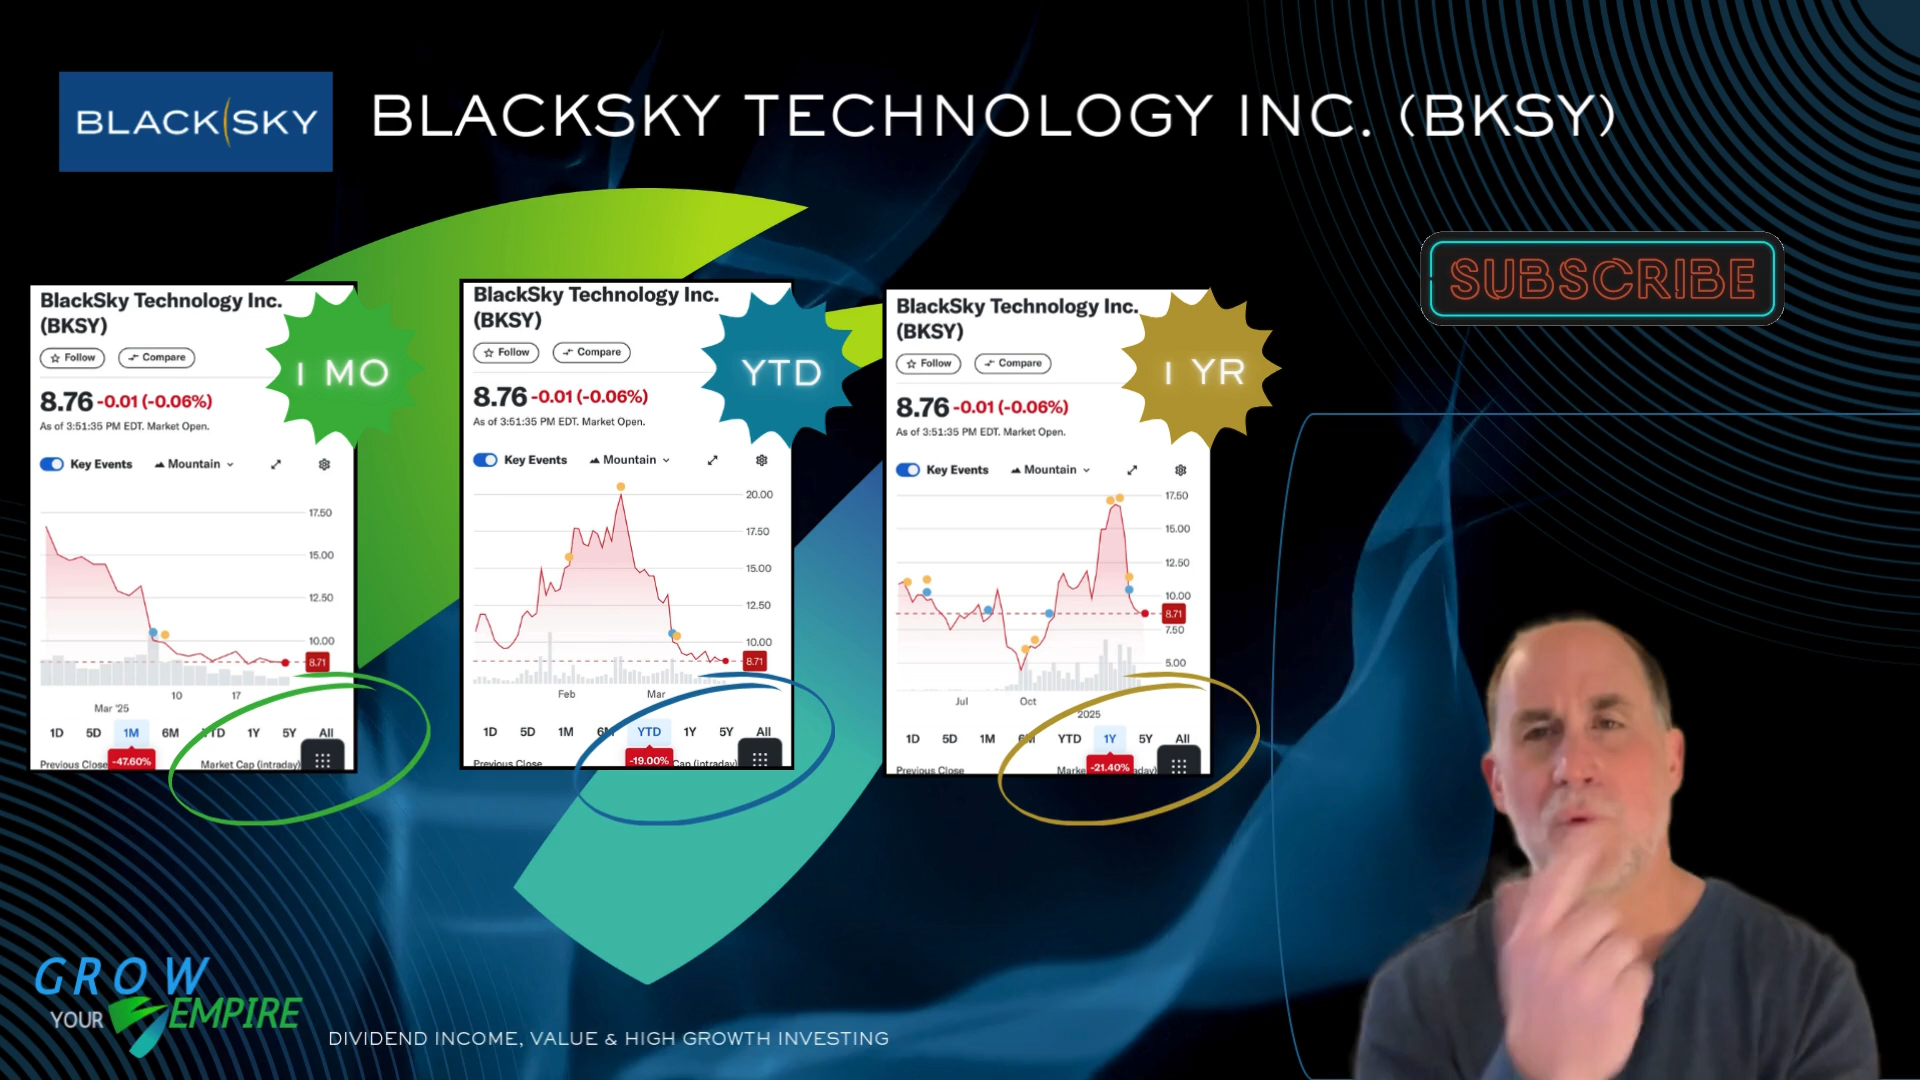 BLACKSKY
BLACKSKY TECHNOLOGY INC. (BKSY)
SUBSCRIBE
BlackSky Technology Inc.
(BKSY)
1 MO
Follow
Compare
8.76 -0.01 (-0.06%)
As of 3:51:35 PM EDT. Market Open.
Key Events
Mountain
17.50
15.00
12.50
10.00
8.71
10 17
Mar '25
1D 5D 1M 6M YTD 1Y 5Y All
-47.60%
Previous Close
Market Cap (intraday)
BlackSky Technology Inc.
(BKSY)
YTD
Follow
Compare
8.76 -0.01 (-0.06%)
As of 3:51:35 PM EDT. Market Open.
Key Events
Mountain
20.00
17.50
15.00
12.50
10.00
8.71
Feb Mar
1D 5D 1M 6M YTD 1Y 5Y All
-19.00%
Previous Close
Cap (intraday)
BlackSky Technology Inc.
(BKSY)
1 YR
Follow
Compare
8.76 -0.01 (-0.06%)
As of 3:51:35 PM EDT. Market Open.
Key Events
Mountain
17.50
15.00
12.50
10.00
8.71
7.50
5.00
Jul Oct
2025
1D 5D 1M 6M YTD 1Y 5Y All
-21.40%
Previous Close
GROW
YOUR EMPIRE
DIVIDEND INCOME, VALUE & HIGH GROWTH INVESTING